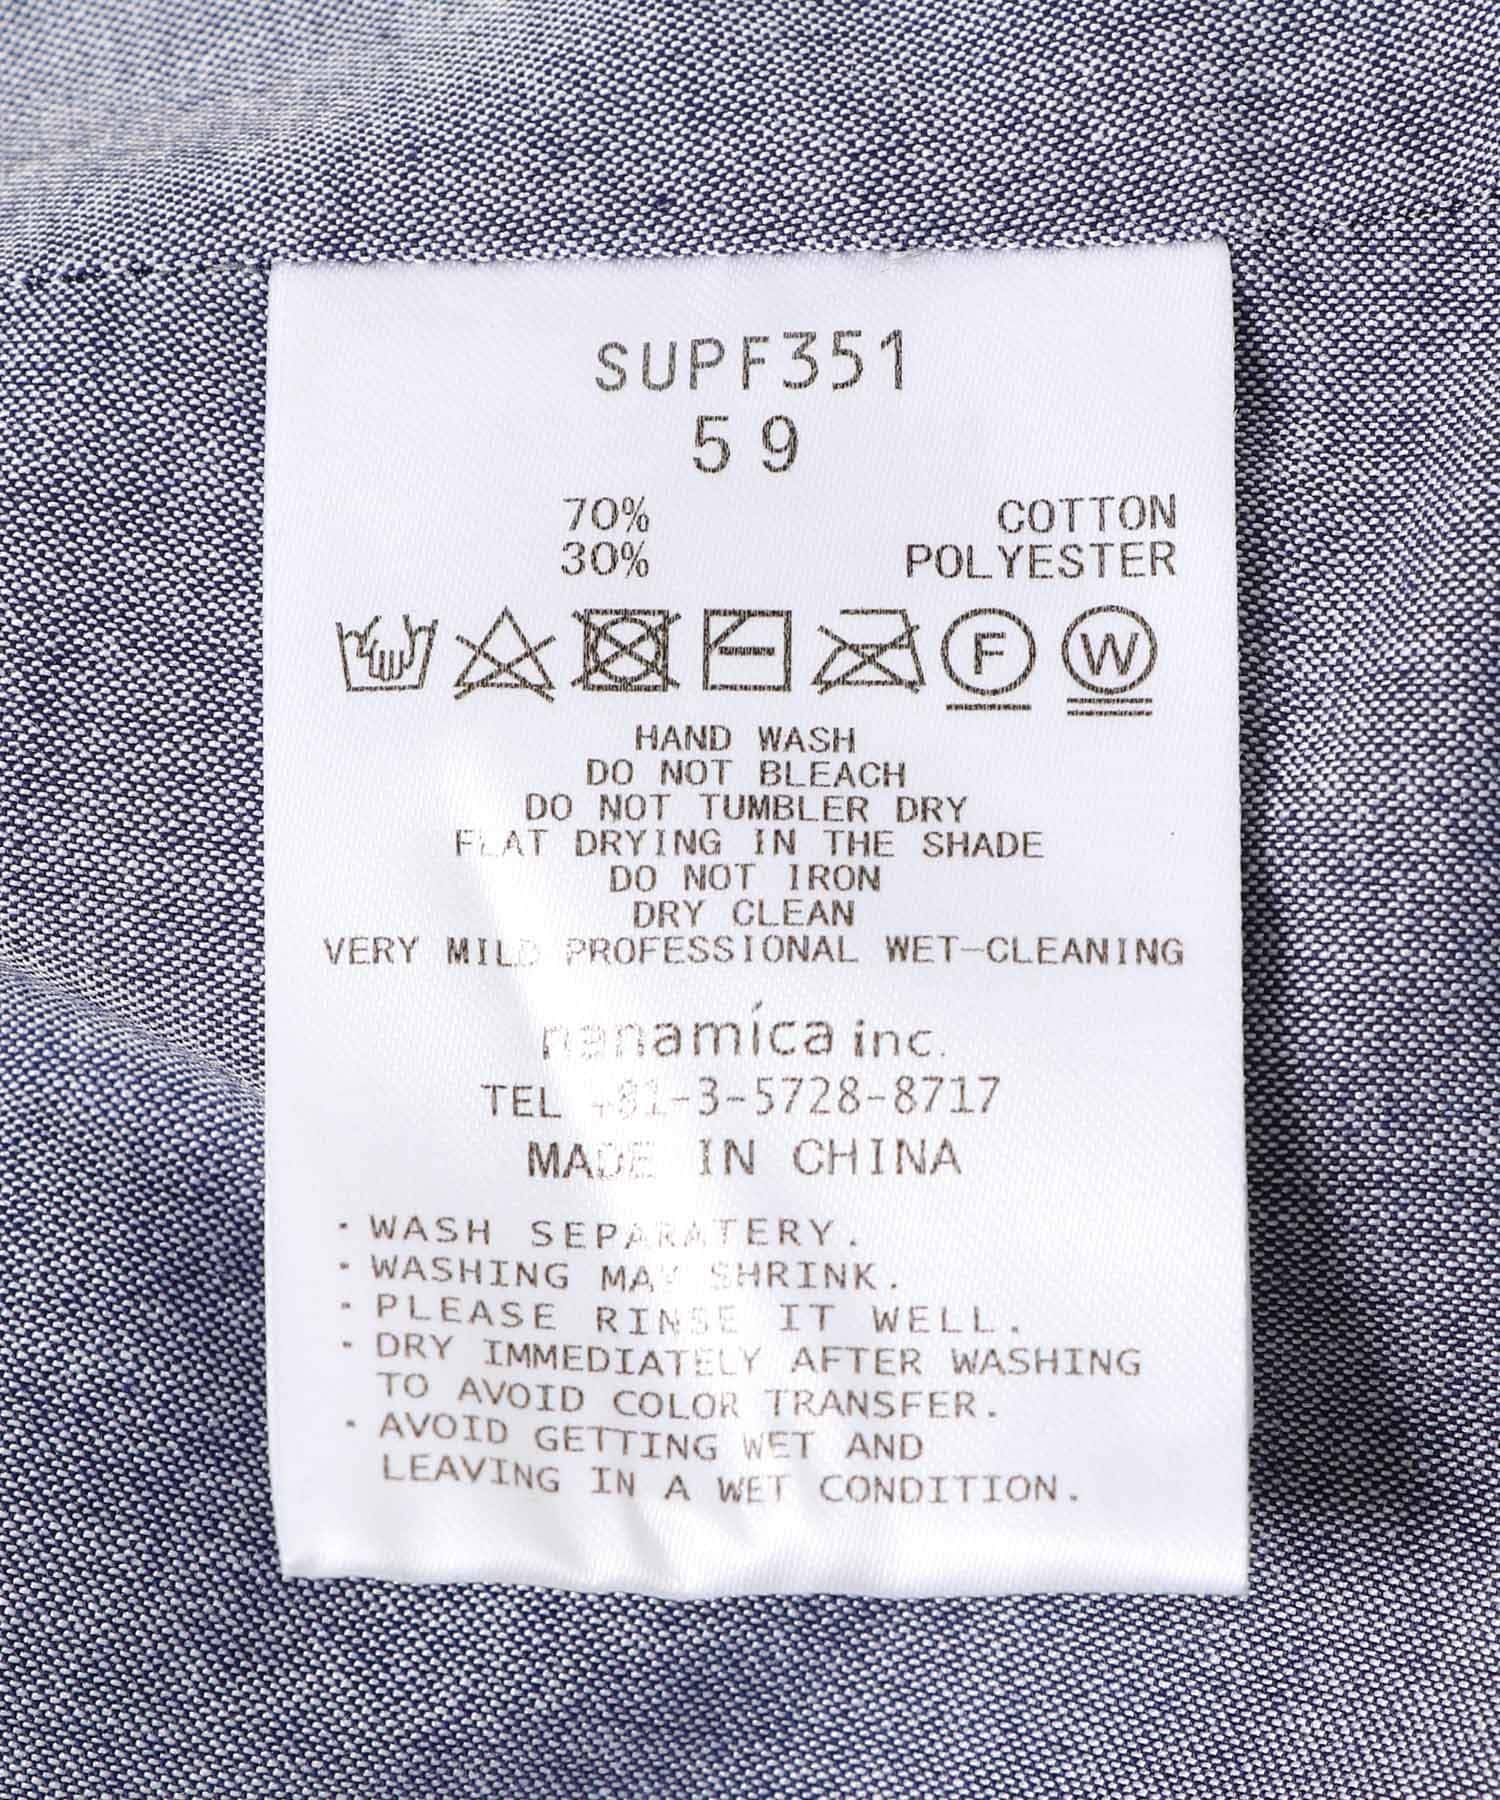 SUPF351
59
70% COTTON
30% POLYESTER
F W
HAND WASH
DO NOT BLEACH
DO NOT TUMBLER DRY
FLAT DRYING IN THE SHADE
DO NOT IRON
DRY CLEAN
VERY MILD PROFESSIONAL WET-CLEANING
nanamíca inc.
TEL +81-3-5728-8717
MADE IN CHINA
・WASH SEPARATERY.
・WASHING MAY SHRINK.
・PLEASE RINSE IT WELL.
・DRY IMMEDIATELY AFTER WASHING
TO AVOID COLOR TRANSFER.
・AVOID GETTING WET AND
LEAVING IN A WET CONDITION.